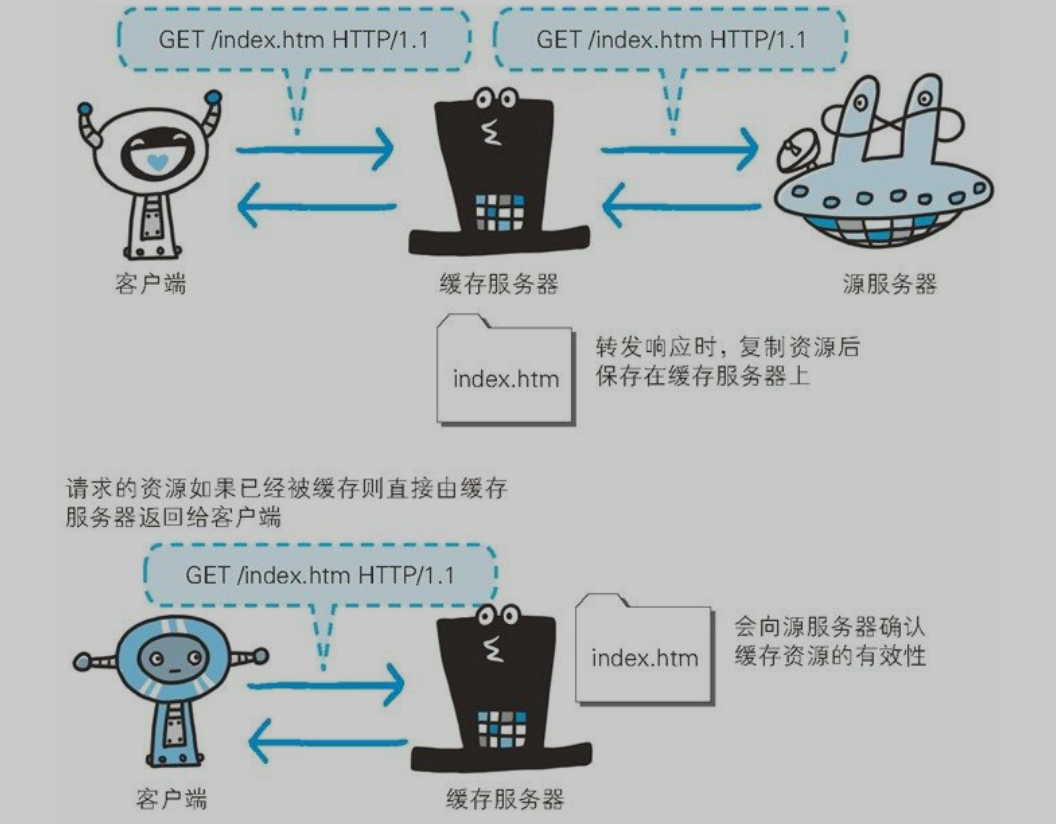 GET /index.htm HTTP/1.1
GET /index.htm HTTP/1.1
客户端
缓存服务器
源服务器
index.htm
转发响应时，复制资源后
保存在缓存服务器上
请求的资源如果已经被缓存则直接由缓存
服务器返回给客户端
GET /index.htm HTTP/1.1
index.htm
会向源服务器确认
缓存资源的有效性
客户端
缓存服务器